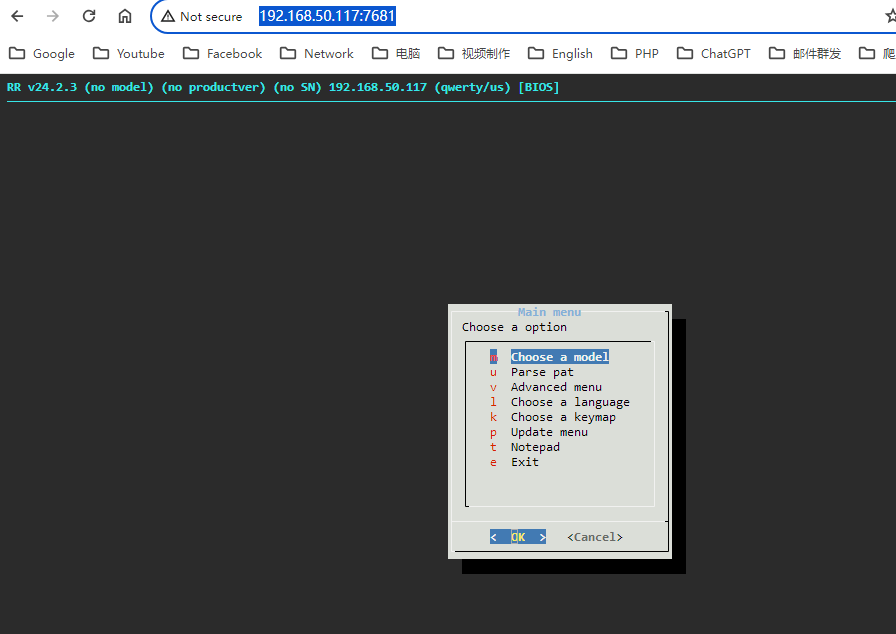 Not secure 192.168.50.117:7681
Google Youtube Facebook Network 电脑 视频制作 English PHP ChatGPT 邮件群发
RR v24.2.3 (no model) (no productver) (no SN) 192.168.50.117 (qwerty/us) [BIOS]
Main menu
Choose a option
m Choose a model
u Parse pat
v Advanced menu
l Choose a language
k Choose a keymap
p Update menu
t Notepad
e Exit
< OK > <Cancel>